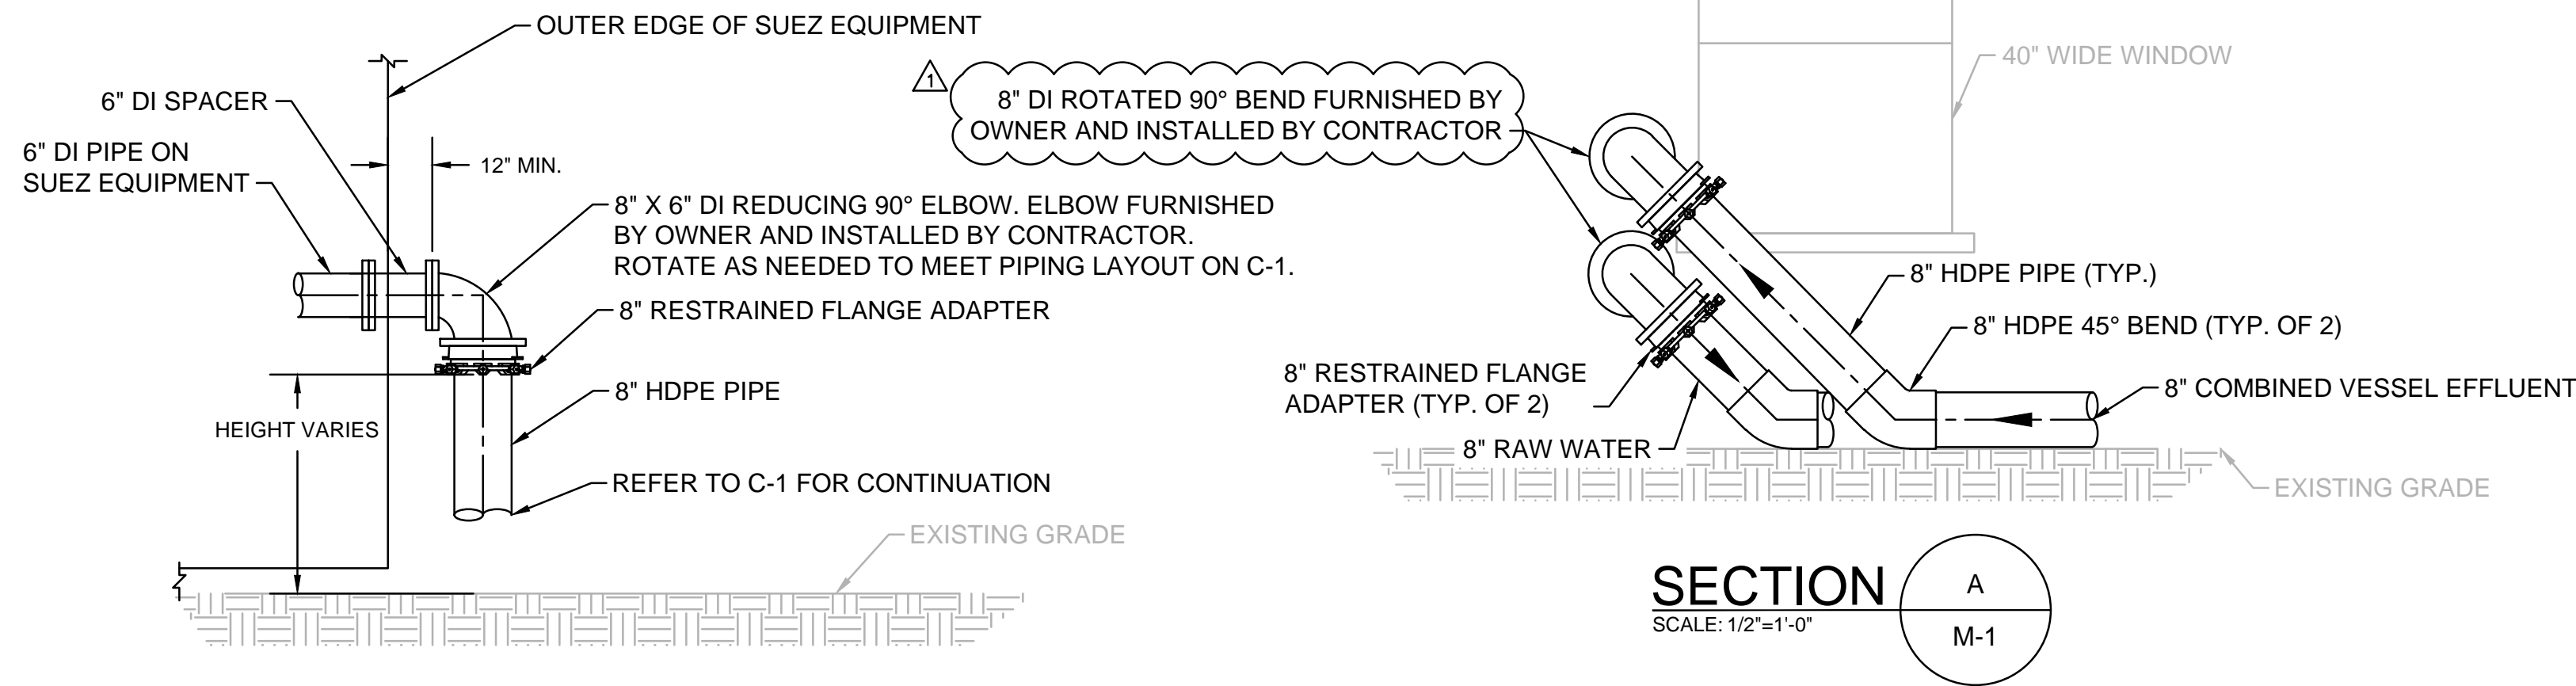 OUTER EDGE OF SUEZ EQUIPMENT
6" DI SPACER
6" DI PIPE ON
SUEZ EQUIPMENT
12" MIN.
8" X 6" DI REDUCING 90° ELBOW. ELBOW FURNISHED
BY OWNER AND INSTALLED BY CONTRACTOR.
ROTATE AS NEEDED TO MEET PIPING LAYOUT ON C-1.
8" RESTRAINED FLANGE ADAPTER
8" HDPE PIPE
HEIGHT VARIES
REFER TO C-1 FOR CONTINUATION
EXISTING GRADE
1
8" DI ROTATED 90° BEND FURNISHED BY
OWNER AND INSTALLED BY CONTRACTOR
40" WIDE WINDOW
8" HDPE PIPE (TYP.)
8" HDPE 45° BEND (TYP. OF 2)
8" RESTRAINED FLANGE
ADAPTER (TYP. OF 2)
8" COMBINED VESSEL EFFLUENT
8" RAW WATER
EXISTING GRADE
SECTION
SCALE: 1/2"=1'-0"
A
M-1